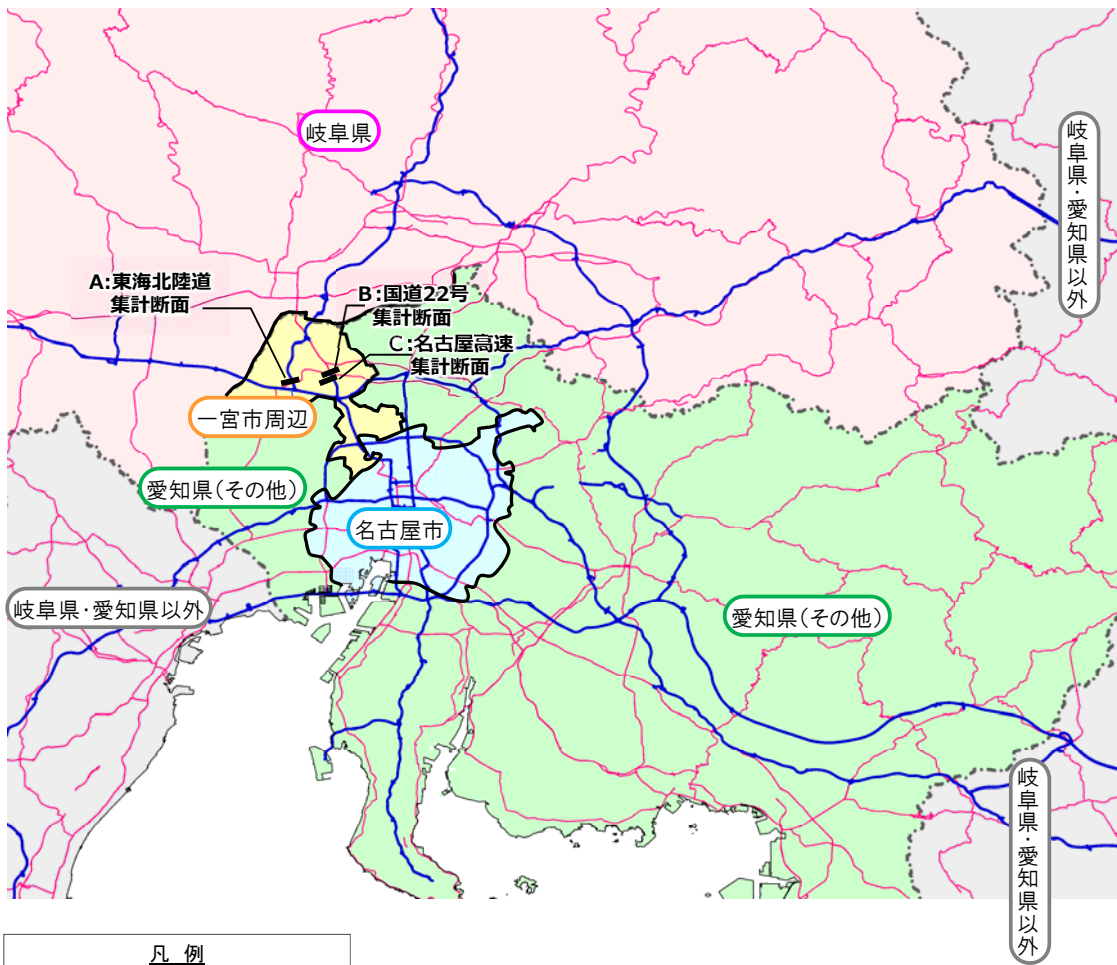 岐阜県
岐阜県・愛知県以外
A:東海北陸道
集計断面
B:国道22号
集計断面
C:名古屋高速
集計断面
一宮市周辺
愛知県(その他)
名古屋市
岐阜県・愛知県以外
愛知県(その他)
岐阜県・愛知県以外
凡 例